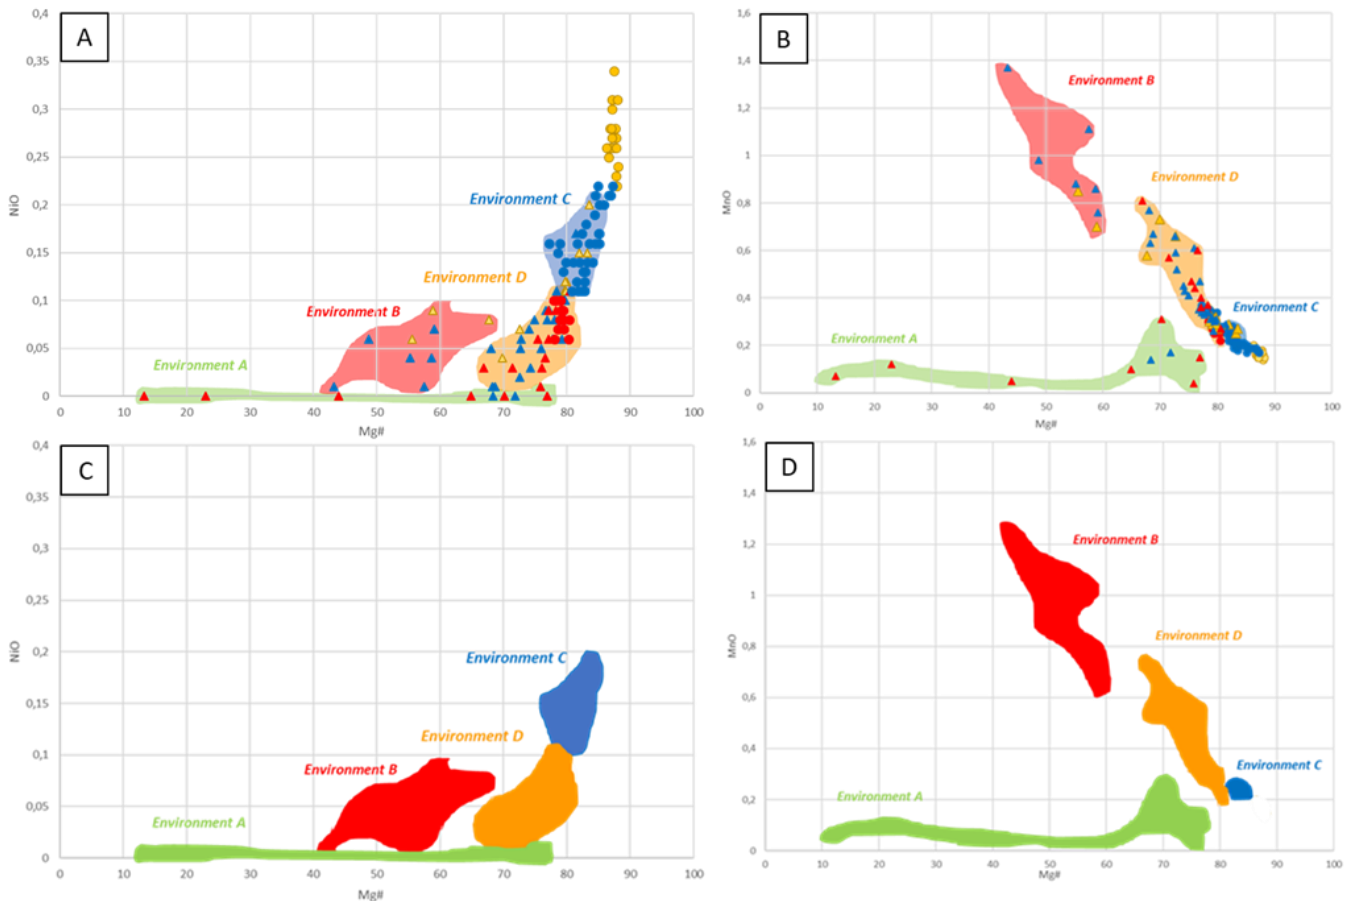 A
0,4
0,35
0,3
0,25
0,2
0,15
0,1
0,05
0
NiO
0 10 20 30 40 50 60 70 80 90 100
Mg#
Environment C
Environment D
Environment B
Environment A
B
1,6
1,4
1,2
1
0,8
0,6
0,4
0,2
0
MnO
0 10 20 30 40 50 60 70 80 90 100
Mg#
Environment B
Environment D
Environment C
Environment A
C
0,4
0,35
0,3
0,25
0,2
0,15
0,1
0,05
0
NiO
0 10 20 30 40 50 60 70 80 90 100
Mg#
Environment C
Environment D
Environment B
Environment A
D
1,6
1,4
1,2
1
0,8
0,6
0,4
0,2
0
MnO
0 10 20 30 40 50 60 70 80 90 100
Mg#
Environment B
Environment D
Environment C
Environment A